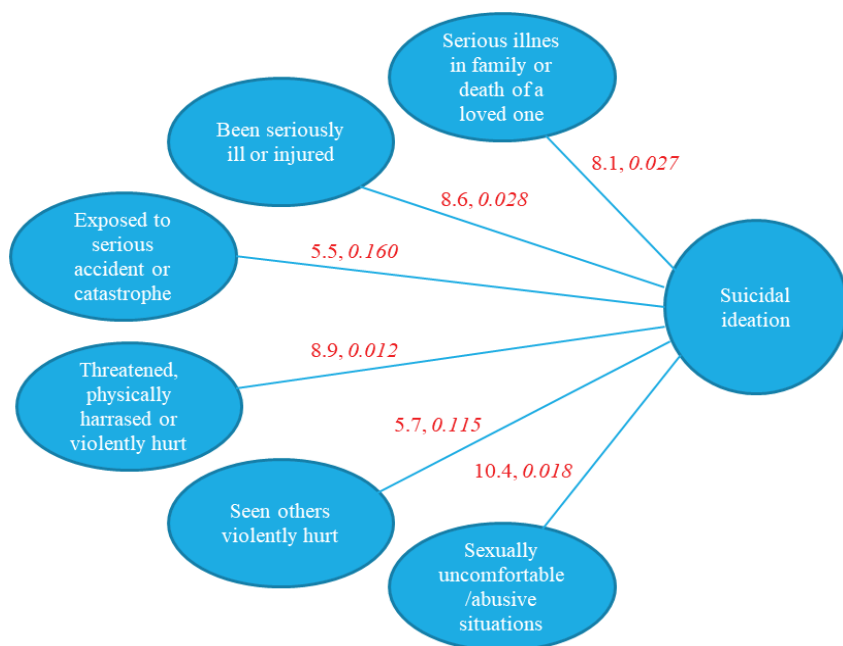 Serious illnes
in family or
death of a
loved one
Been seriously
ill or injured
8.1, 0.027
8.6, 0.028
Exposed to
serious
accident or
catastrophe
5.5, 0.160
Suicidal
ideation
Threatened,
physically
harrased or
violently hurt
8.9, 0.012
5.7, 0.115
10.4, 0.018
Seen others
violently hurt
Sexually
uncomfortable
/abusive
situations